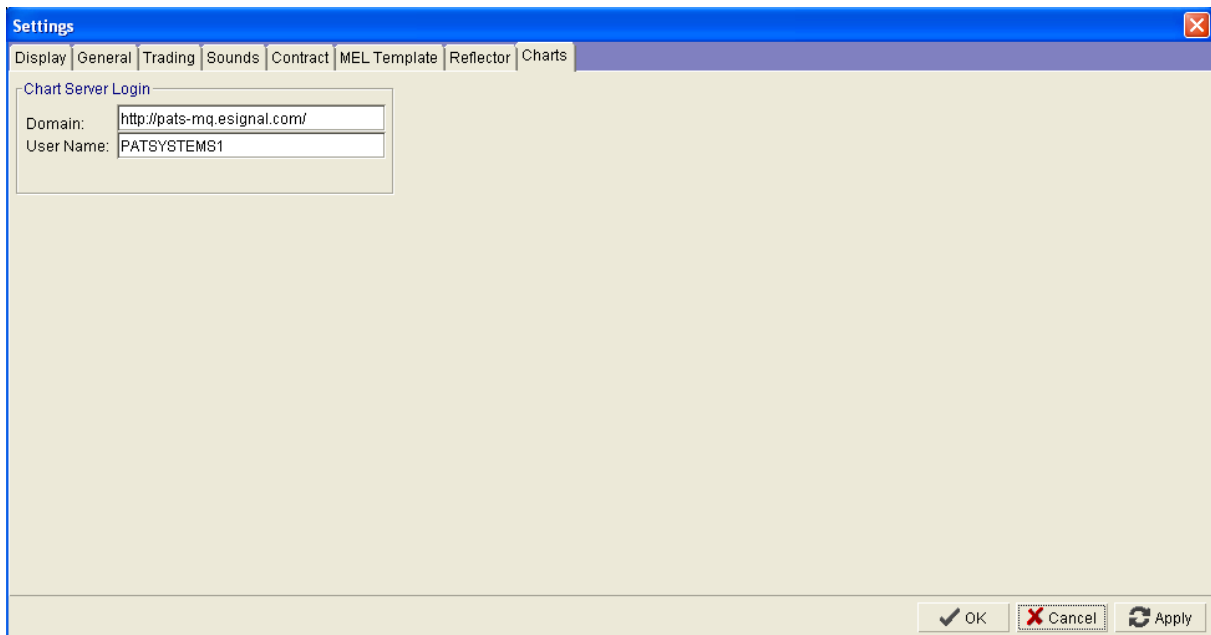 Settings
Display General Trading Sounds Contract MEL Template Reflector Charts
Chart Server Login
Domain: http://pats-mq.esignal.com/
User Name: PATSYSTEMS1
OK Cancel Apply